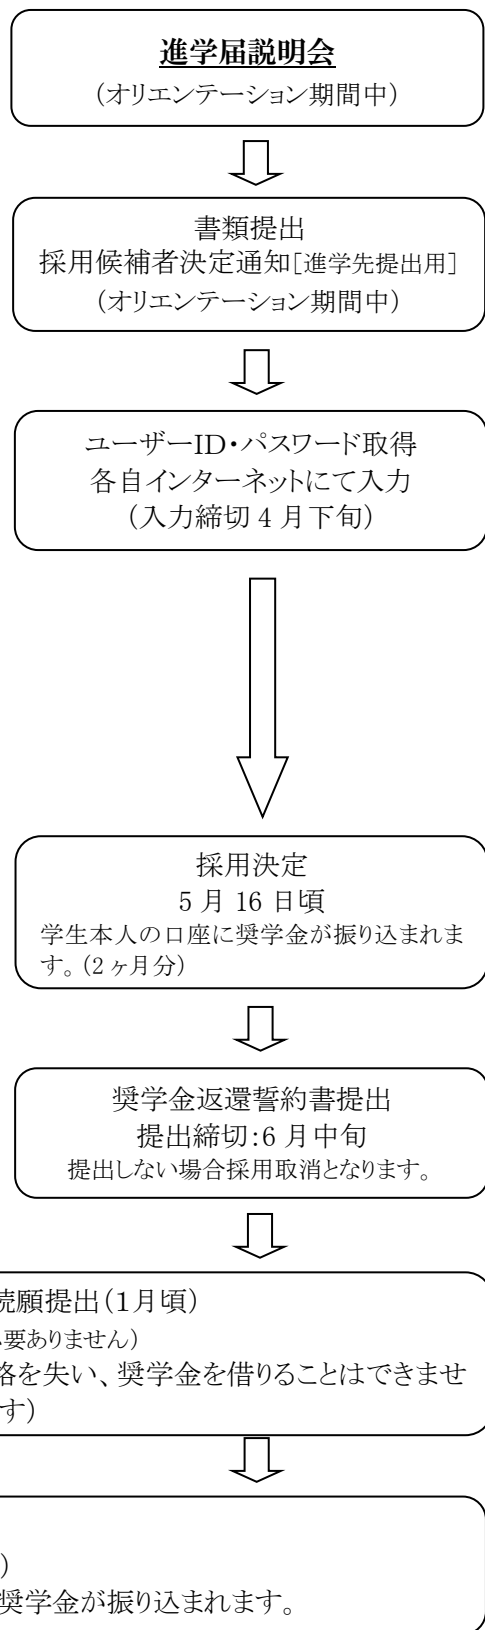 進学届説明会
(オリエンテーション期間中)
書類提出
採用候補者決定通知[進学先提出用]
(オリエンテーション期間中)
ユーザーID・パスワード取得
各自インターネットにて入力
(入力締切 4 月下旬)
採用決定
5 月 16 日頃
学生本人の口座に奨学金が振り込まれま
す。(2 ヶ月分)
奨学金返還誓約書提出
提出締切:6 月中旬
提出しない場合採用取消となります。
続願提出(1月頃)
要ありません)
格を失い、奨学金を借りることはできませ
す)
)
奨学金が振り込まれます。